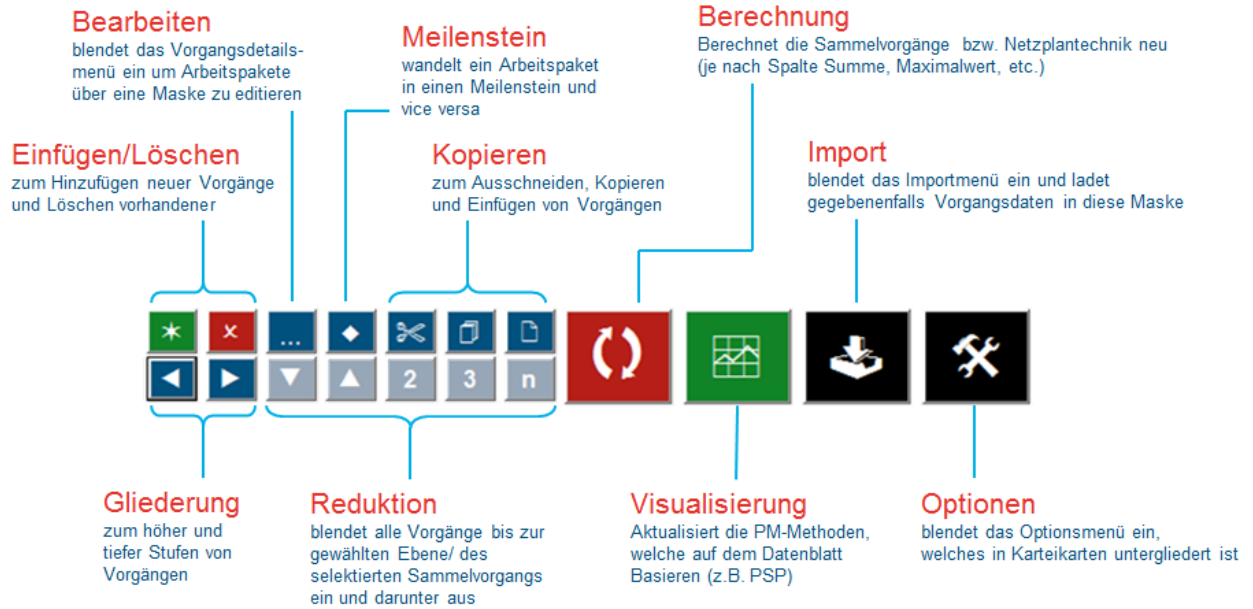 Bearbeiten
blendet das Vorgangsdetails-
menü ein um Arbeitspakete
über eine Maske zu editieren
Meilenstein
wandelt ein Arbeitspaket
in einen Meilenstein und
vice versa
Berechnung
Berechnet die Sammelvorgänge bzw. Netzplantechnik neu
(je nach Spalte Summe, Maximalwert, etc.)
Einfügen/Löschen
zum Hinzufügen neuer Vorgänge
und Löschen vorhandener
Kopieren
zum Ausschneiden, Kopieren
und Einfügen von Vorgängen
Import
blendet das Importmenü ein und ladet
gegebenenfalls Vorgangsdaten in diese Maske
x ...
2 3 n
Gliederung
zum höher und
tiefer Stufen von
Vorgängen
Reduktion
blendet alle Vorgänge bis zur
gewählten Ebene/ des
selektierten Sammelvorgangs
ein und darunter aus
Visualisierung
Aktualisiert die PM-Methoden,
welche auf dem Datenblatt
Basieren (z.B. PSP)
Optionen
blendet das Optionsmenü ein,
welches in Karteikarten untergliedert ist